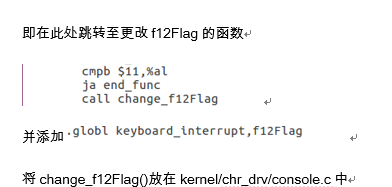 即在此处跳转至更改 f12Flag 的函数
cmpb $11,%al
ja end_func
call change_f12Flag
并添加 .globl keyboard_interrupt,f12Flag
将 change_f12Flag()放在 kernel/chr_drv/console.c 中